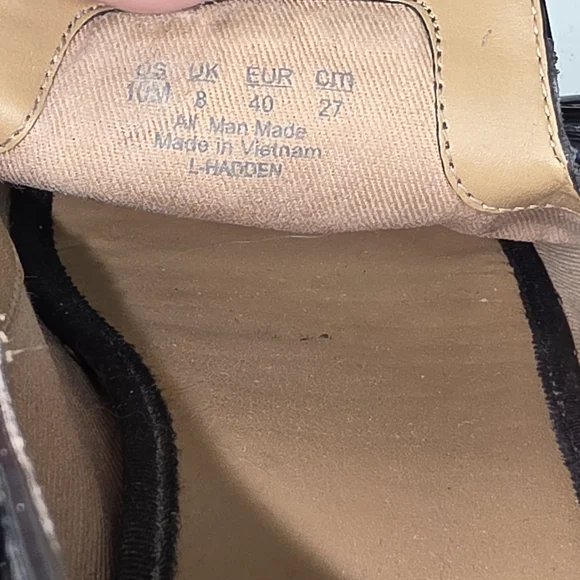 US UK EUR CM
10M 8 40 27
All Man Made
Made in Vietnam
L-HADDEN